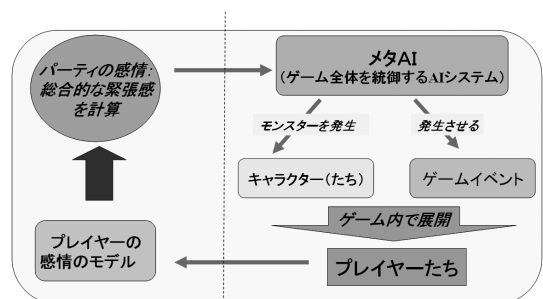 パーティの感情:
総合的な緊張感
を計算
メタAI
(ゲーム全体を統御するAIシステム)
モンスターを発生
発生させる
キャラクター(たち)
ゲームイベント
ゲーム内で展開
プレイヤーの
感情のモデル
プレイヤーたち